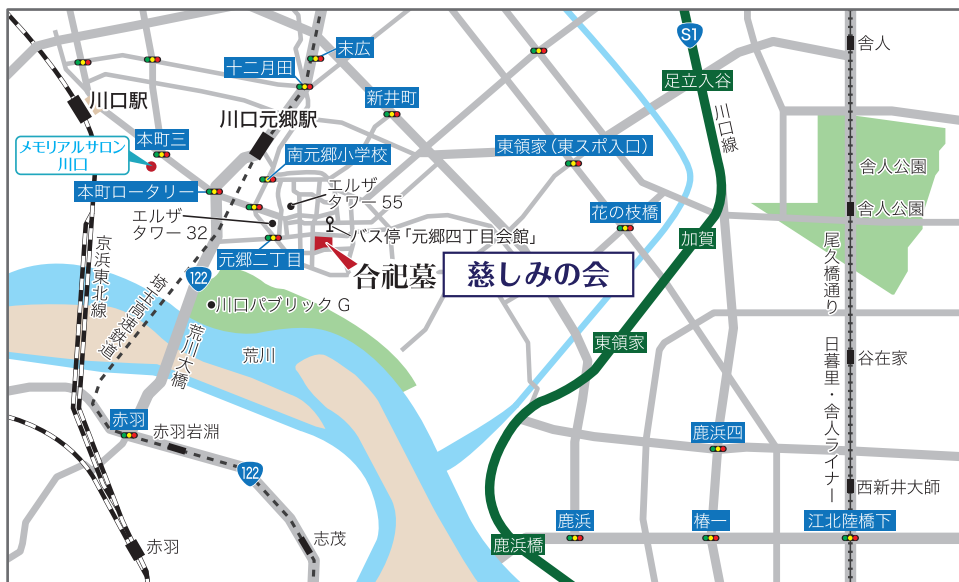 末広
S1
舎人
十二月田
足立入谷
川口駅
新井町
川口元郷駅
川口線
本町三
メモリアルサロン
川口
南元郷小学校
東領家(東スポ入口)
舎人公園
本町ロータリー
エルザ
タワー 55
舎人公園
エルザ
タワー 32
花の枝橋
バス停「元郷四丁目会館」
加賀
元郷二丁目
合祀墓
慈しみの会
尾久橋通り
京浜東北線
122
埼玉高速鉄道
川口パブリック G
荒川大橋
荒川
東領家
谷在家
日暮里・舎人ライナー
赤羽
赤羽岩淵
鹿浜四
122
西新井大師
鹿浜
椿一
江北陸橋下
志茂
赤羽
鹿浜橋